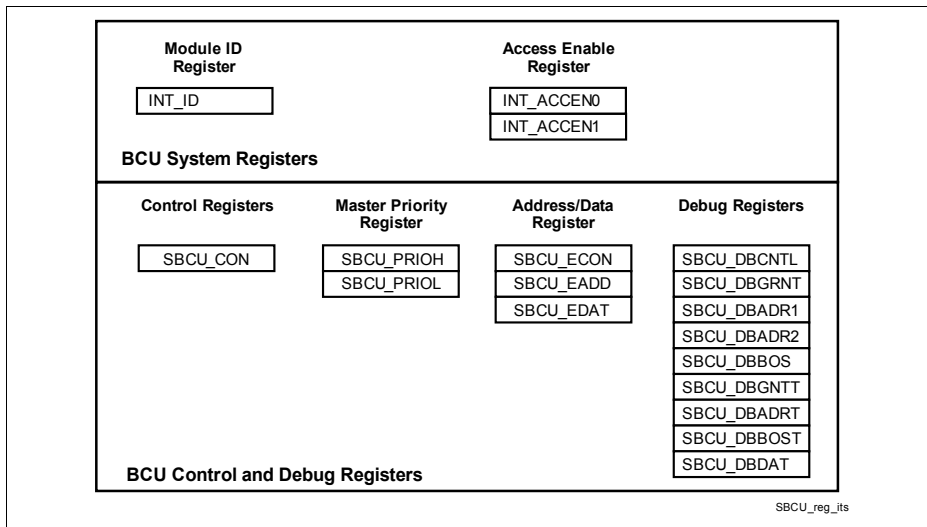 Module ID
Register
INT_ID
Access Enable
Register
INT_ACCEN0
INT_ACCEN1
BCU System Registers
Control Registers
SBCU_CON
Master Priority
Register
SBCU_PRIOH
SBCU_PRIOL
Address/Data
Register
SBCU_ECON
SBCU_EADD
SBCU_EDAT
Debug Registers
SBCU_DBCNTL
SBCU_DBGRNT
SBCU_DBADR1
SBCU_DBADR2
SBCU_DBBOS
SBCU_DBGNTT
SBCU_DBADRT
SBCU_DBBOST
SBCU_DBDAT
BCU Control and Debug Registers
SBCU_reg_its